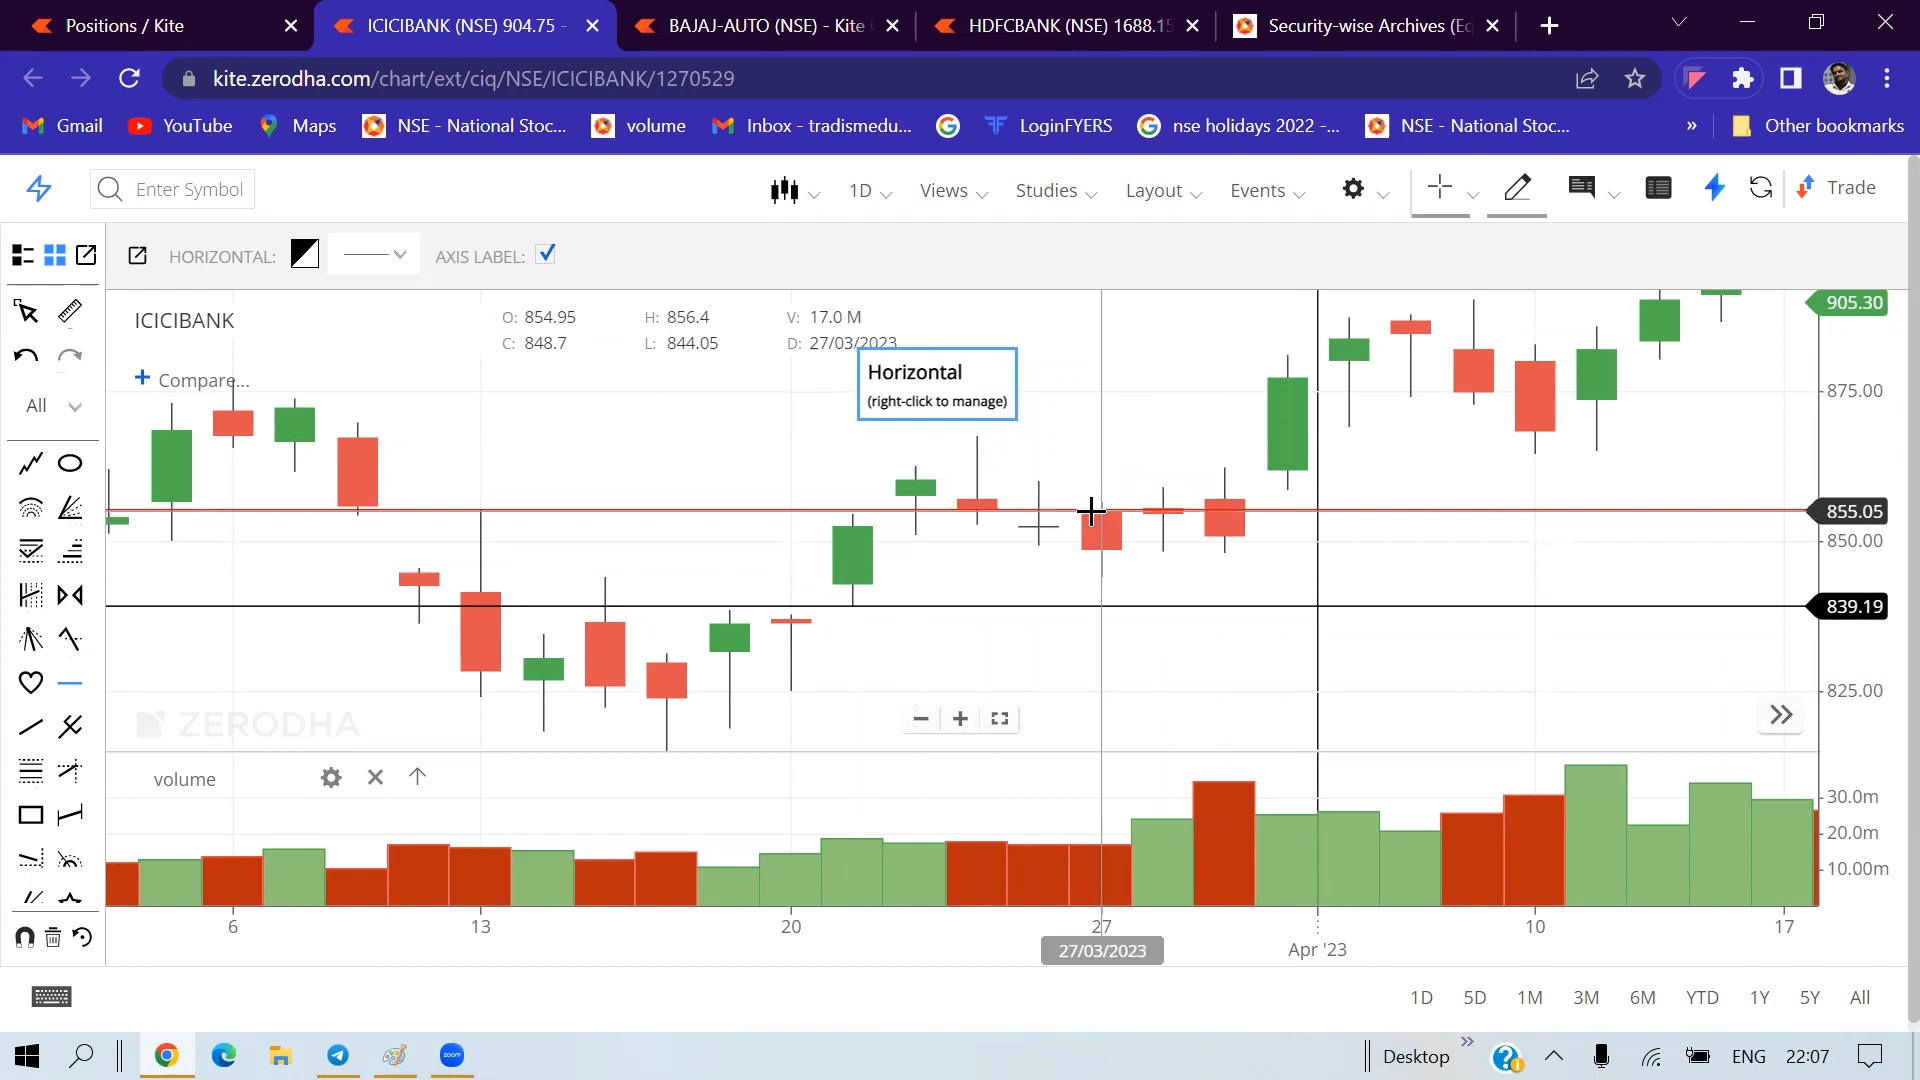 Positions / Kite
ICICIBANK (NSE) 904.75 -
BAJAJ-AUTO (NSE) - Kite
HDFCBANK (NSE) 1688.15
Security-wise Archives (Eq
kite.zerodha.com/chart/ext/ciq/NSE/ICICIBANK/1270529
Gmail
YouTube
Maps
NSE - National Stoc...
volume
Inbox - tradismedu...
LoginFYERS
nse holidays 2022 -...
NSE - National Stoc...
»
Other bookmarks
Enter Symbol
1D
Views
Studies
Layout
Events
Trade
HORIZONTAL:
AXIS LABEL:
ICICIBANK
O: 854.95
H: 856.4
V: 17.0 M
C: 848.7
L: 844.05
D: 27/03/2023
Compare...
Horizontal
(right-click to manage)
All
905.30
875.00
855.05
850.00
839.19
825.00
ZERODHA
volume
30.0m
20.0m
10.00m
6
13
20
27
10
17
27/03/2023
Apr '23
1D
5D
1M
3M
6M
YTD
1Y
5Y
All
zoom
Desktop
ENG
22:07